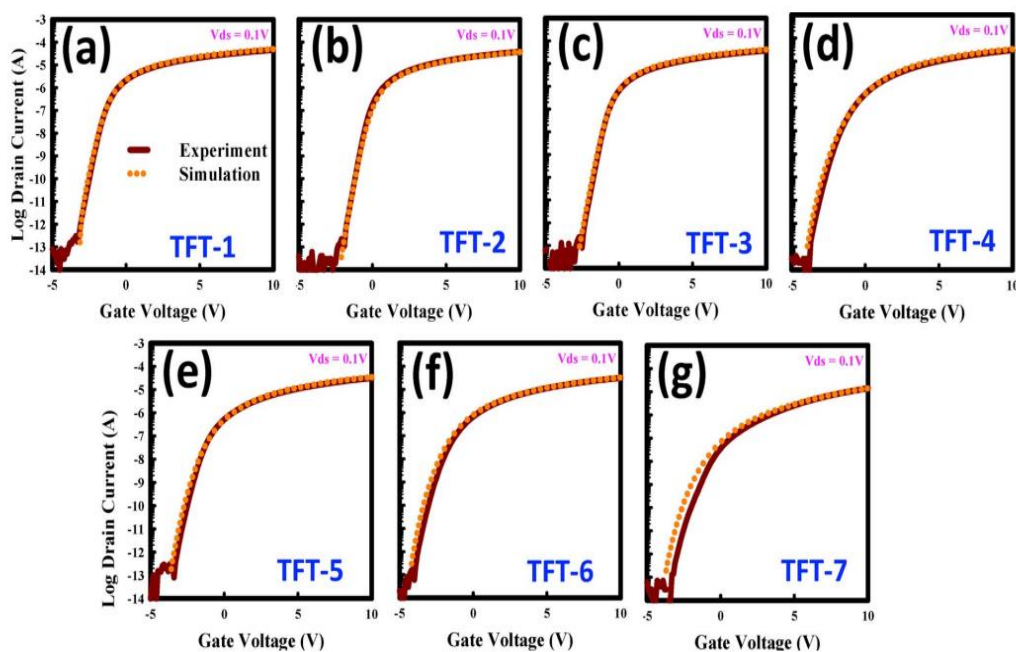 (a)
Vds = 0.1V
Log Drain Current (A)
-3
-4
-5
-6
-7
-8
-9
-10
-11
-12
-13
-14
Experiment
Simulation
TFT-1
-5 0 5 10
Gate Voltage (V)
(b)
Vds = 0.1V
TFT-2
-5 0 5 10
Gate Voltage (V)
(c)
Vds = 0.1V
TFT-3
-5 0 5 10
Gate Voltage (V)
(d)
Vds = 0.1V
TFT-4
-5 0 5 10
Gate Voltage (V)
(e)
Vds = 0.1V
Log Drain Current (A)
-3
-4
-5
-6
-7
-8
-9
-10
-11
-12
-13
-14
TFT-5
-5 0 5 10
Gate Voltage (V)
(f)
Vds = 0.1V
TFT-6
-5 0 5 10
Gate Voltage (V)
(g)
Vds = 0.1V
TFT-7
-5 0 5 10
Gate Voltage (V)